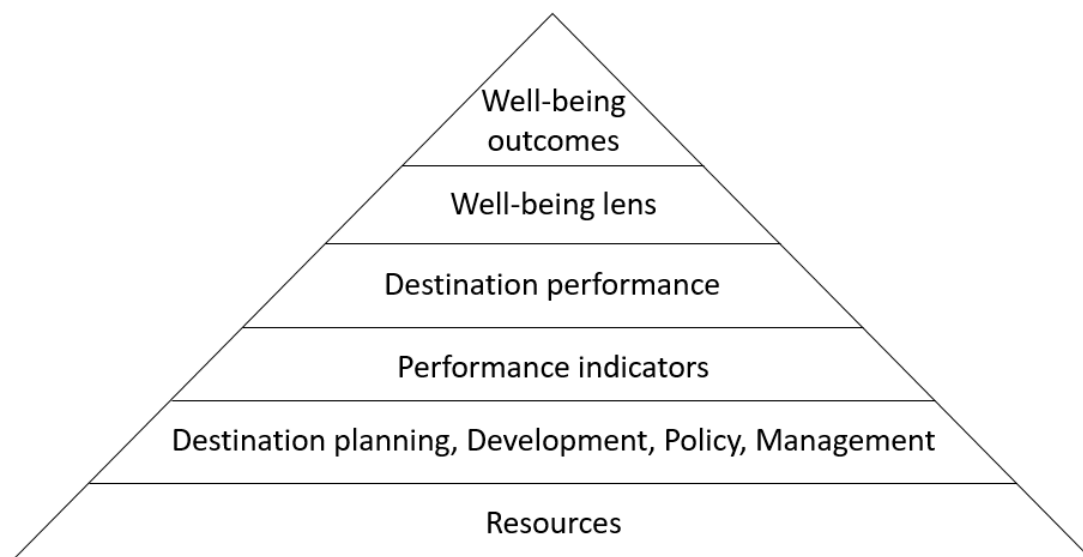 Well-being
outcomes
Well-being lens
Destination performance
Performance indicators
Destination planning, Development, Policy, Management
Resources